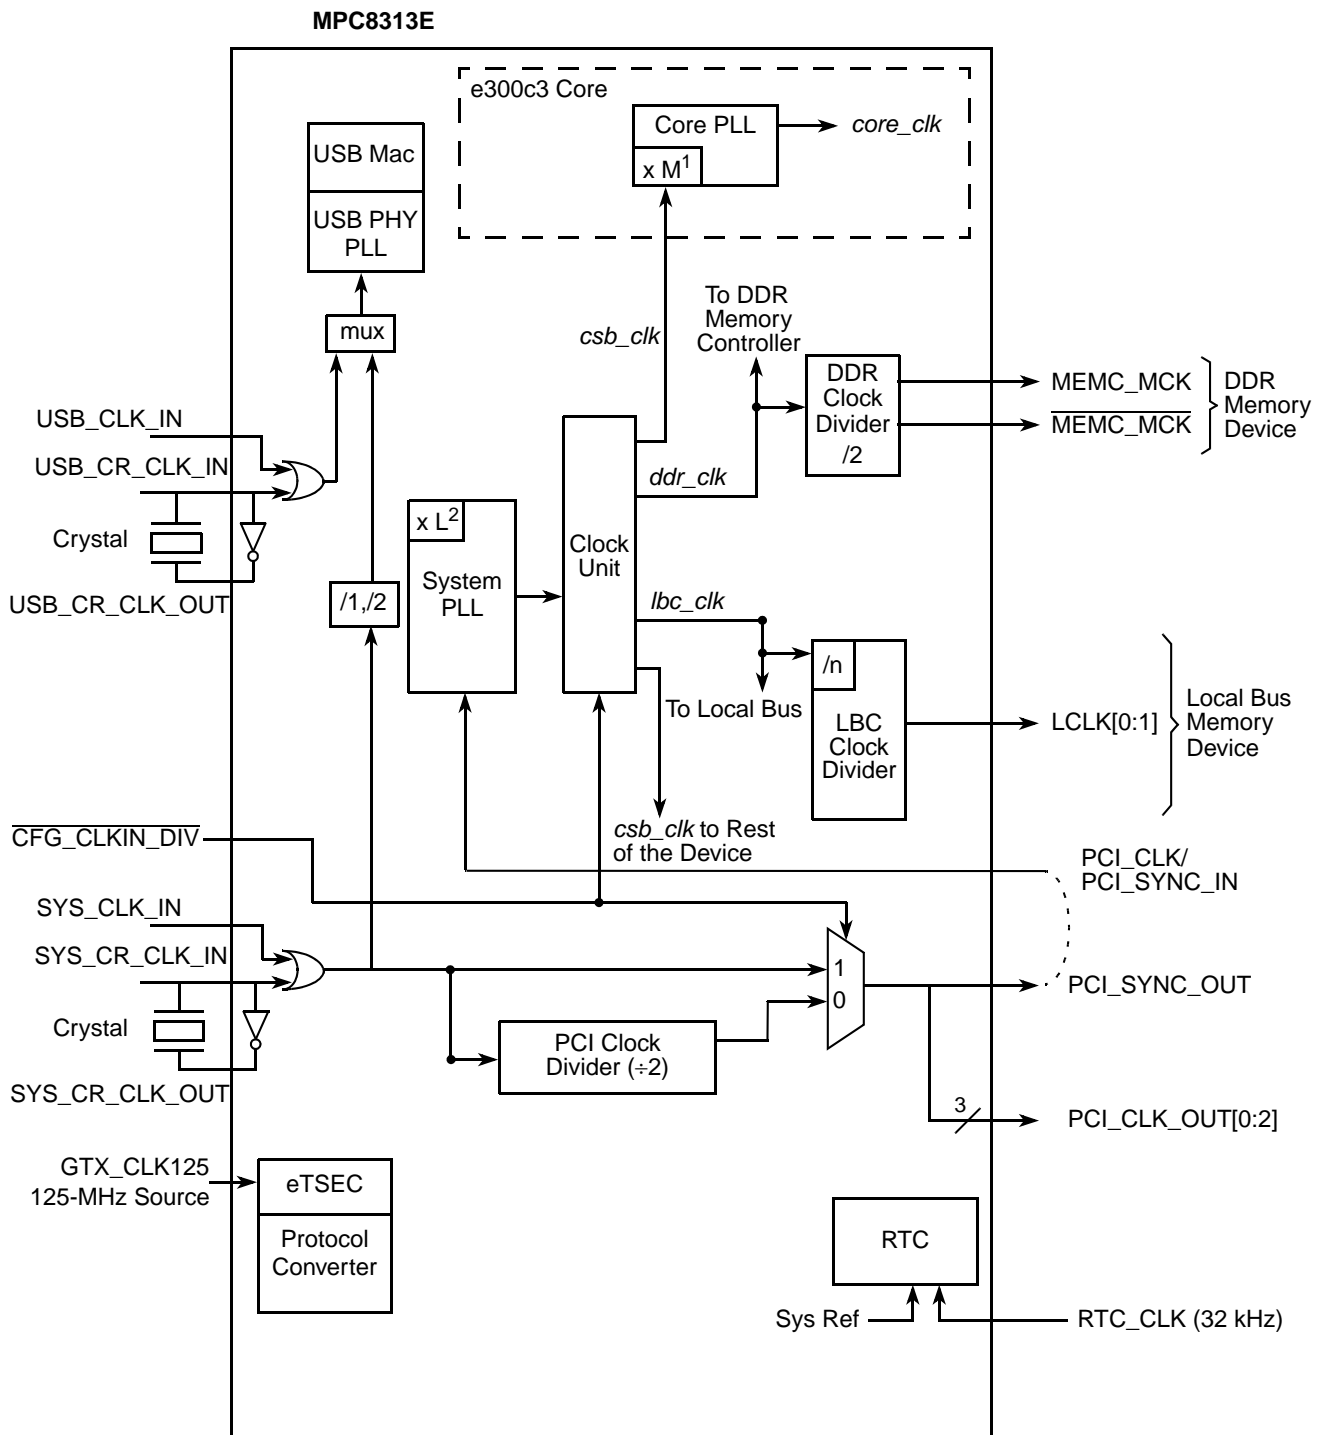 MPC8313E
e300c3 Core
Core PLL
x M1
core_clk
USB Mac
USB PHY
PLL
mux
csb_clk
To DDR
Memory
Controller
DDR
Clock
Divider
/2
MEMC_MCK
MEMC_MCK
DDR
Memory
Device
USB_CLK_IN
USB_CR_CLK_IN
Crystal
USB_CR_CLK_OUT
/1,/2
x L2
System
PLL
Clock
Unit
ddr_clk
lbc_clk
To Local Bus
/n
LBC
Clock
Divider
LCLK[0:1]
Local Bus
Memory
Device
csb_clk to Rest
of the Device
CFG_CLKIN_DIV
PCI_CLK/
PCI_SYNC_IN
SYS_CLK_IN
SYS_CR_CLK_IN
Crystal
SYS_CR_CLK_OUT
1
0
PCI Clock
Divider (÷2)
PCI_SYNC_OUT
3
PCI_CLK_OUT[0:2]
GTX_CLK125
125-MHz Source
eTSEC
Protocol
Converter
RTC
Sys Ref
RTC_CLK (32 kHz)